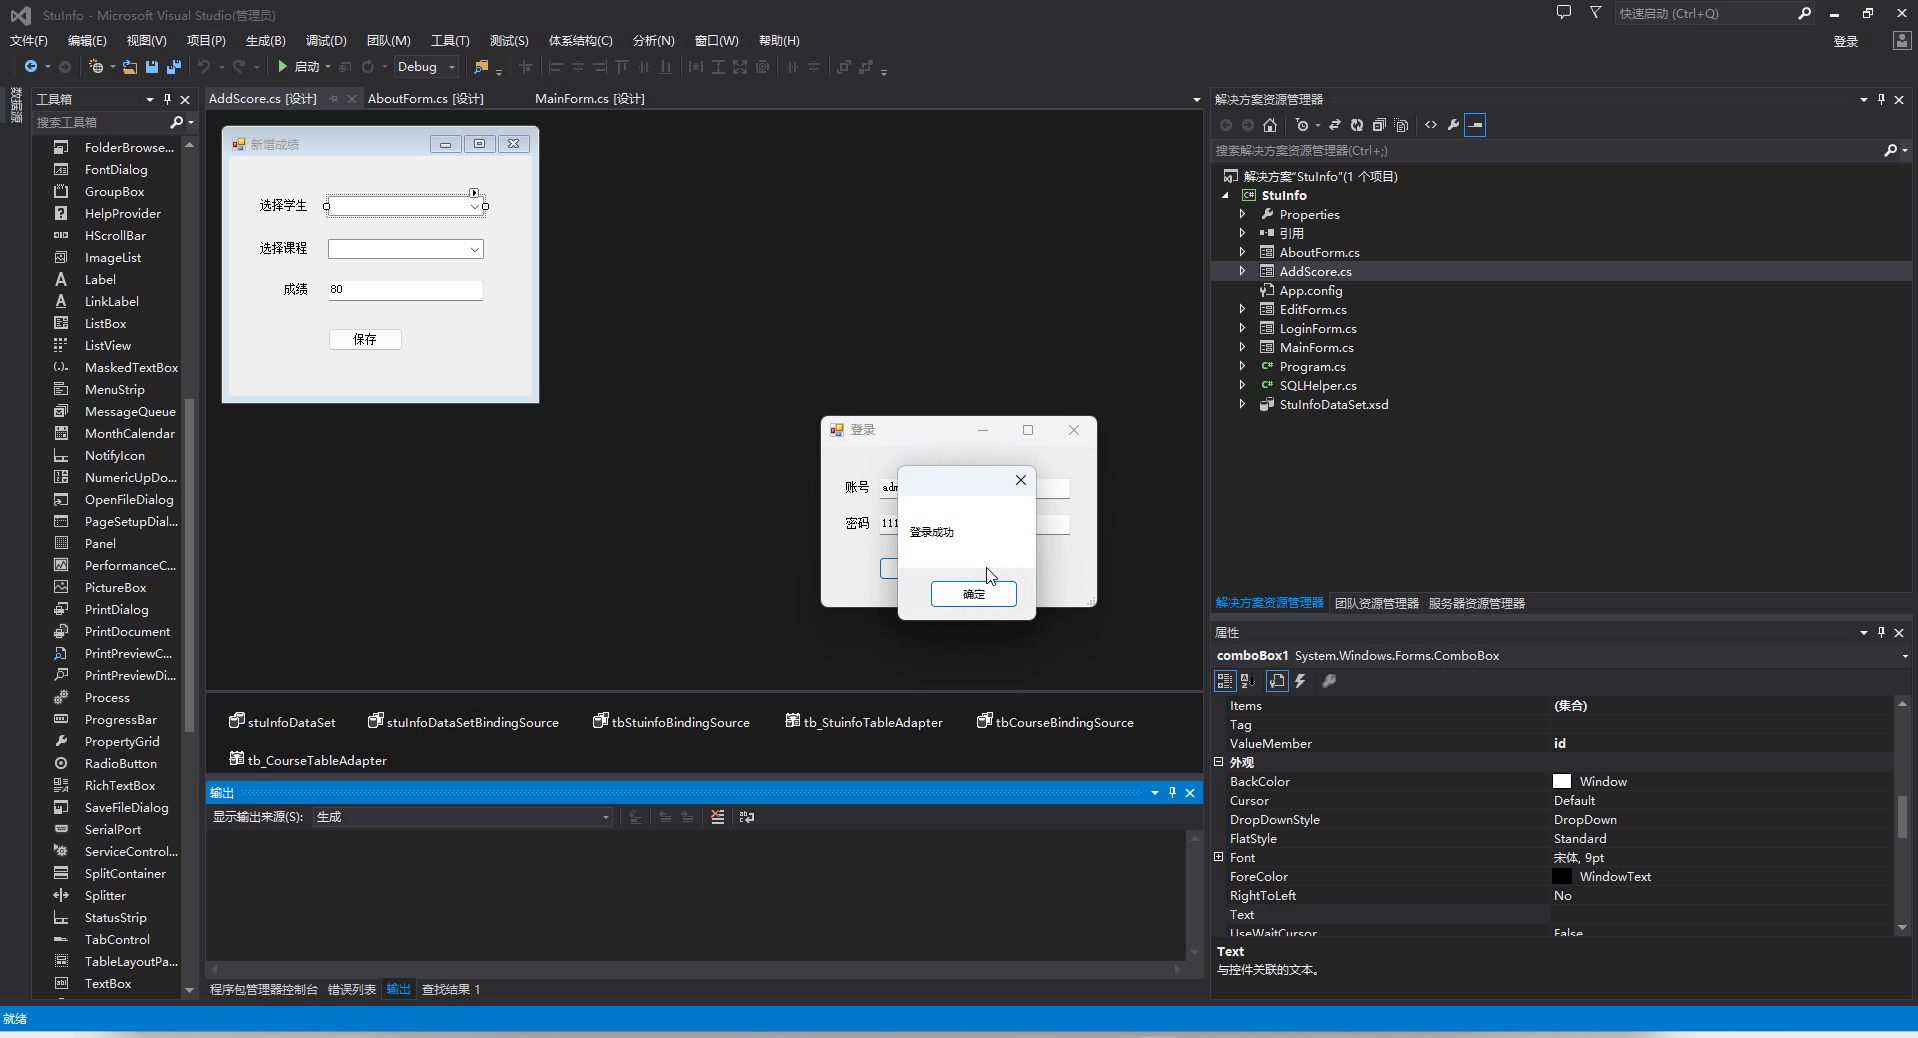 StuInfo - Microsoft Visual Studio(管理员)
快速启动 (Ctrl+Q)
文件(F) 编辑(E) 视图(V) 项目(P) 生成(B) 调试(D) 团队(M) 工具(T) 测试(S) 体系结构(C) 分析(N) 窗口(W) 帮助(H)
登录
启动 Debug
数据源
工具箱
搜索工具箱
FolderBrowse...
FontDialog
GroupBox
HelpProvider
HScrollBar
ImageList
Label
LinkLabel
ListBox
ListView
MaskedTextBox
MenuStrip
MessageQueue
MonthCalendar
NotifyIcon
NumericUpDo...
OpenFileDialog
PageSetupDial...
Panel
PerformanceC...
PictureBox
PrintDialog
PrintDocument
PrintPreviewC...
PrintPreviewDi...
Process
ProgressBar
PropertyGrid
RadioButton
RichTextBox
SaveFileDialog
SerialPort
ServiceControl...
SplitContainer
Splitter
StatusStrip
TabControl
TableLayoutPa...
TextBox
AddScore.cs [设计] AboutForm.cs [设计] MainForm.cs [设计]
新增成绩
选择学生
选择课程
成绩 80
保存
登录
账号 adm
密码 111
登录成功
确定
stuInfoDataSet stuInfoDataSetBindingSource tbStuinfoBindingSource tb_StuinfoTableAdapter tbCourseBindingSource
tb_CourseTableAdapter
输出
显示输出来源(S): 生成
程序包管理器控制台 错误列表 输出 查找结果 1
解决方案资源管理器
搜索解决方案资源管理器(Ctrl+;)
解决方案"StuInfo"(1 个项目)
StuInfo
Properties
引用
AboutForm.cs
AddScore.cs
App.config
EditForm.cs
LoginForm.cs
MainForm.cs
Program.cs
SQLHelper.cs
StuInfoDataSet.xsd
解决方案资源管理器 团队资源管理器 服务器资源管理器
属性
comboBox1 System.Windows.Forms.ComboBox
Items (集合)
Tag
ValueMember id
外观
BackColor Window
Cursor Default
DropDownStyle DropDown
FlatStyle Standard
Font 宋体, 9pt
ForeColor WindowText
RightToLeft No
Text
UseWaitCursor False
Text
与控件关联的文本。
就绪